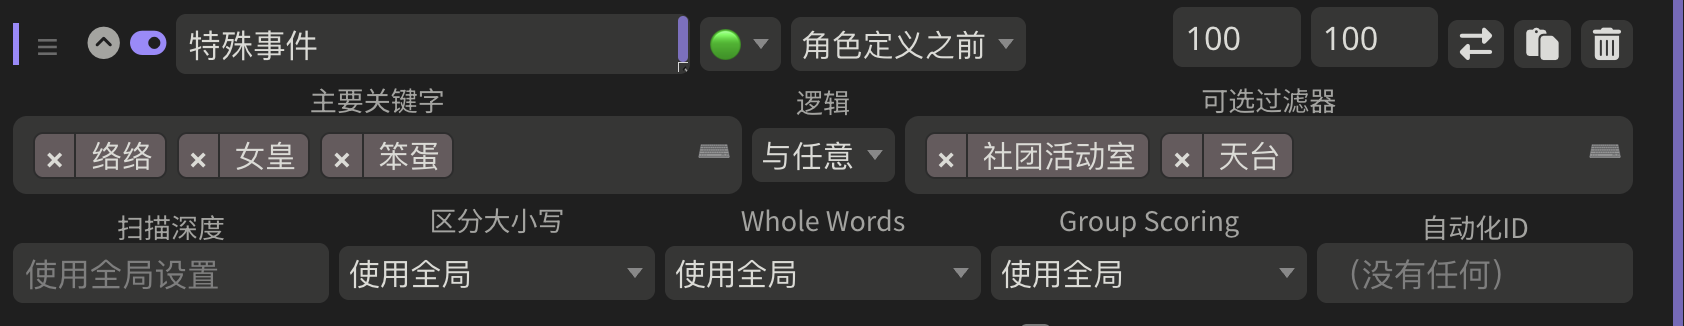 特殊事件 角色定义之前 100 100
主要关键字 逻辑 可选过滤器
× 络络 × 女皇 × 笨蛋 与任意 × 社团活动室 × 天台
扫描深度 区分大小写 Whole Words Group Scoring 自动化ID
使用全局设置 使用全局 使用全局 使用全局 （没有任何）